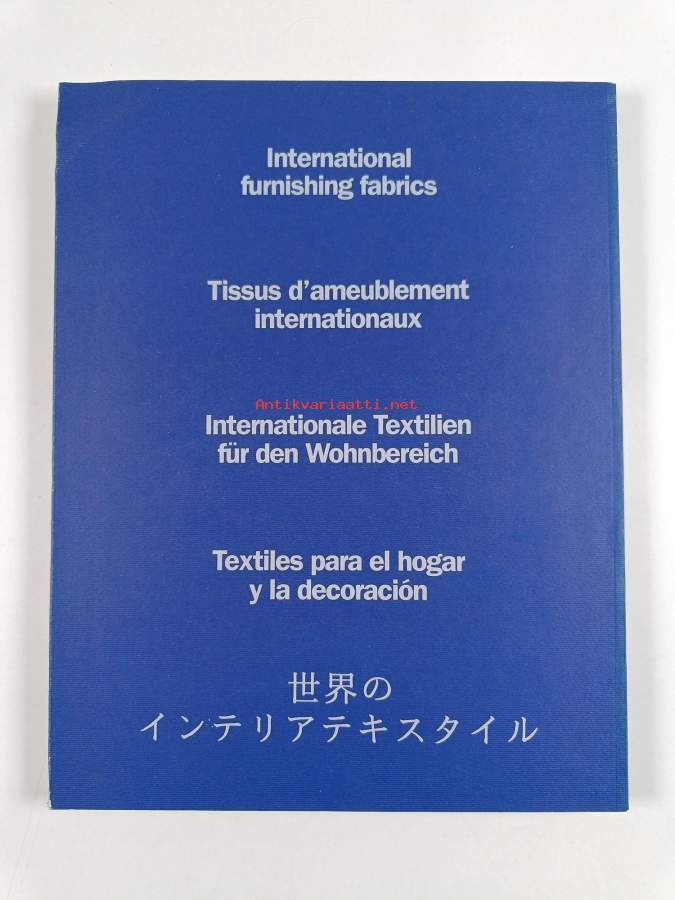 International
furnishing fabrics
Tissus d'ameublement
internationaux
Antikvariaatti.net
Internationale Textilien
für den Wohnbereich
Textiles para el hogar
y la decoración
世界の
インテリアテキスタイル